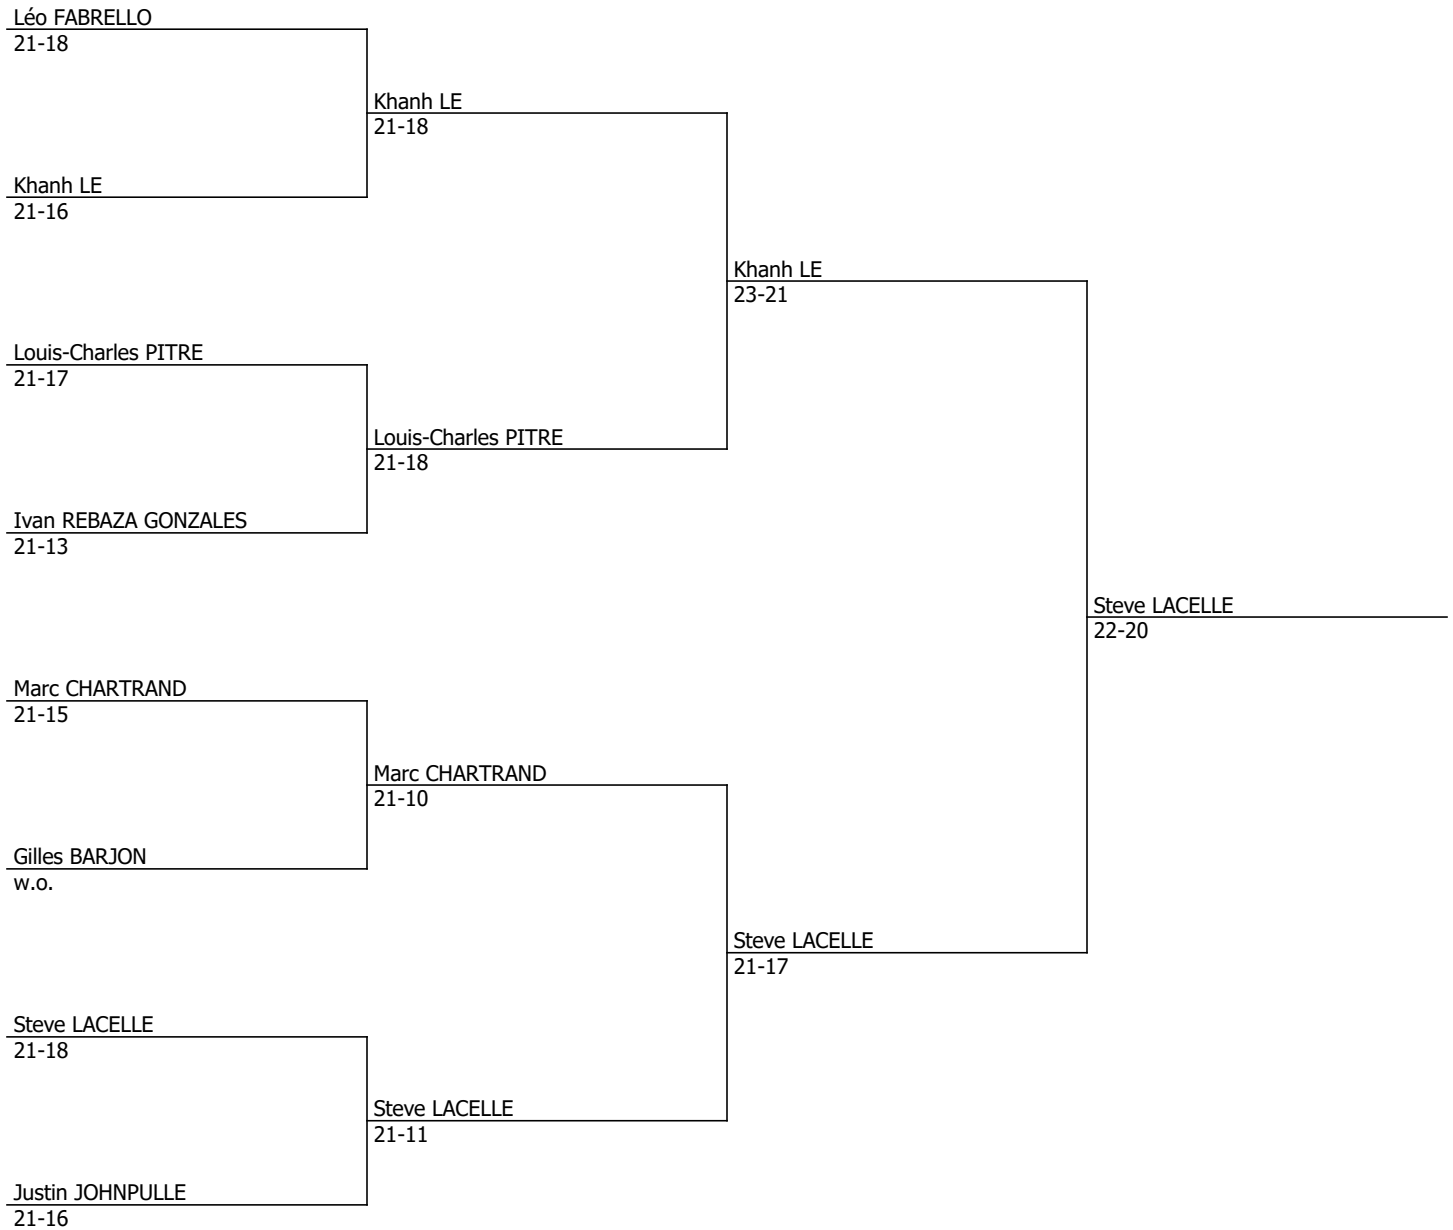 Léo FABRELLO
21-18
Khanh LE
21-18
Khanh LE
21-16
Khanh LE
23-21
Louis-Charles PITRE
21-17
Louis-Charles PITRE
21-18
Ivan REBAZA GONZALES
21-13
Steve LACELLE
22-20
Marc CHARTRAND
21-15
Marc CHARTRAND
21-10
Gilles BARJON
w.o.
Steve LACELLE
21-17
Steve LACELLE
21-18
Steve LACELLE
21-11
Justin JOHNPULLE
21-16